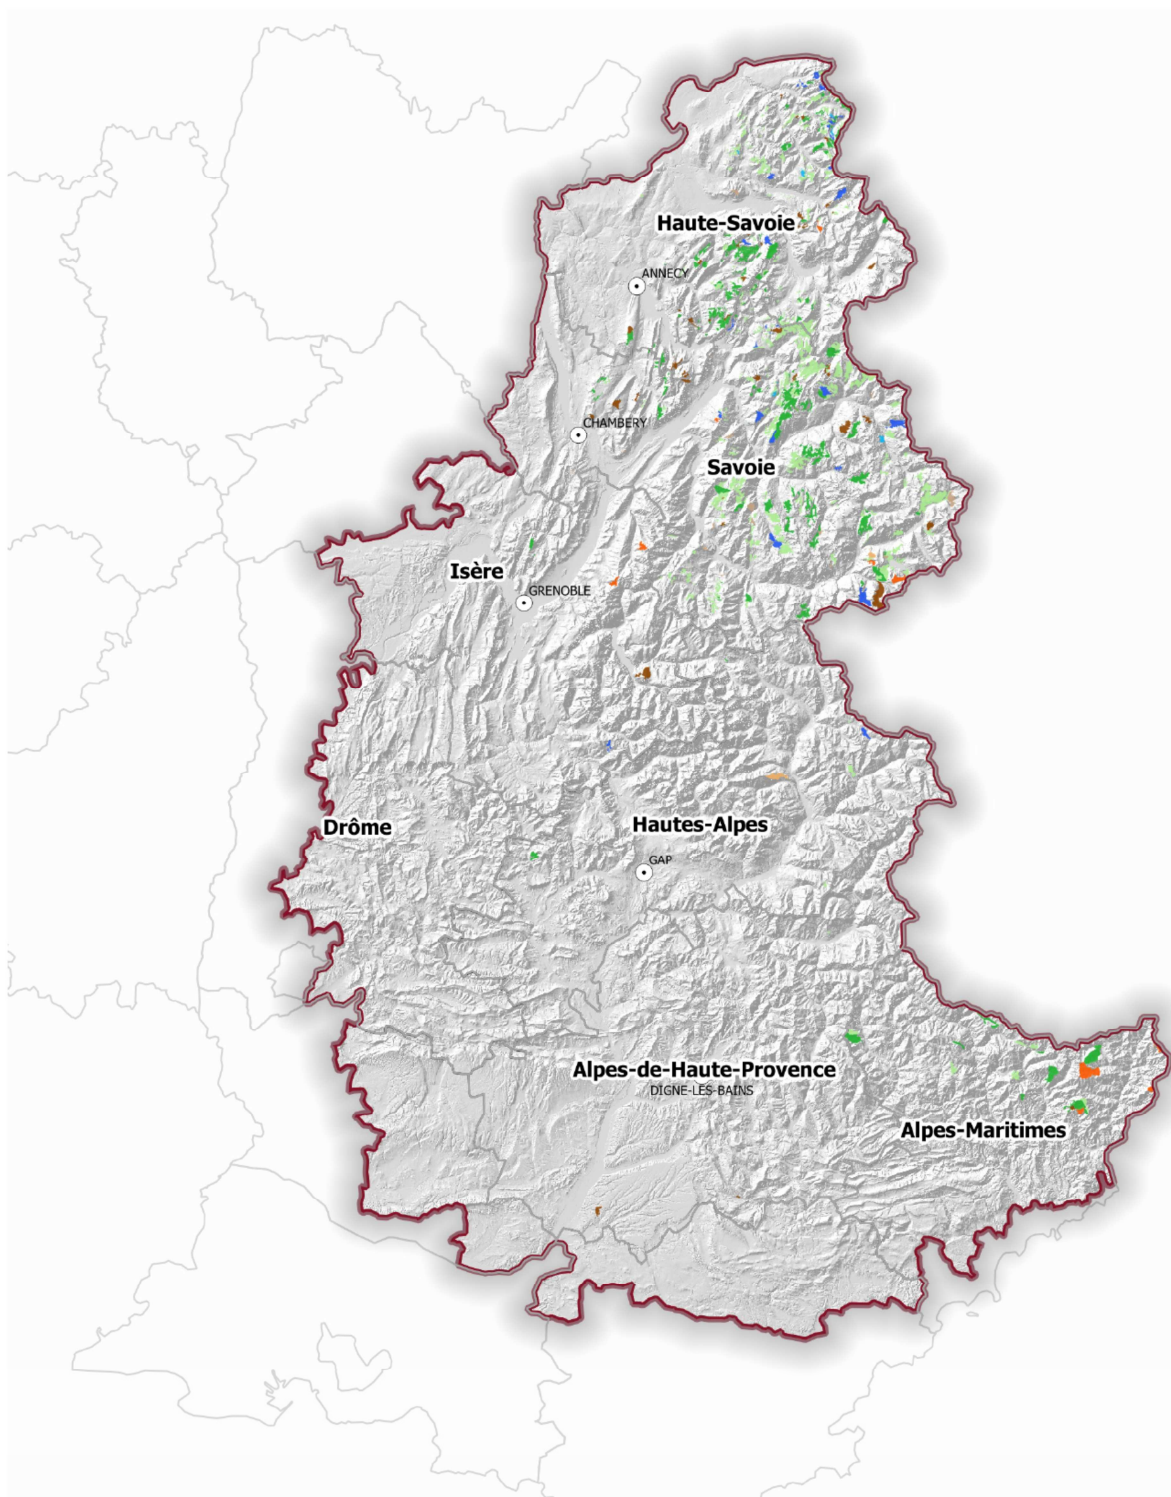 Haute-Savoie
ANNECY
CHAMBERY
Savoie
Isère
GRENOBLE
Drôme
Hautes-Alpes
GAP
Alpes-de-Haute-Provence
DIGNE-LES-BAINS
Alpes-Maritimes